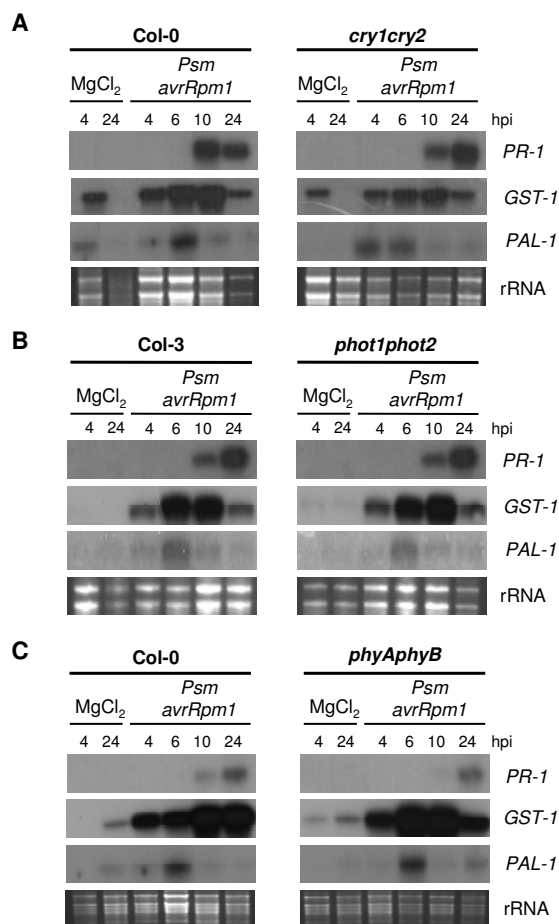 A
Col-0 cry1cry2
MgCl2 Psm avrRpm1 MgCl2 Psm avrRpm1
4 24 4 6 10 24 4 24 4 6 10 24 hpi
PR-1
GST-1
PAL-1
rRNA
B
Col-3 phot1phot2
MgCl2 Psm avrRpm1 MgCl2 Psm avrRpm1
4 24 4 6 10 24 4 24 4 6 10 24 hpi
PR-1
GST-1
PAL-1
rRNA
C
Col-0 phyAphyB
MgCl2 Psm avrRpm1 MgCl2 Psm avrRpm1
4 24 4 6 10 24 4 24 4 6 10 24 hpi
PR-1
GST-1
PAL-1
rRNA